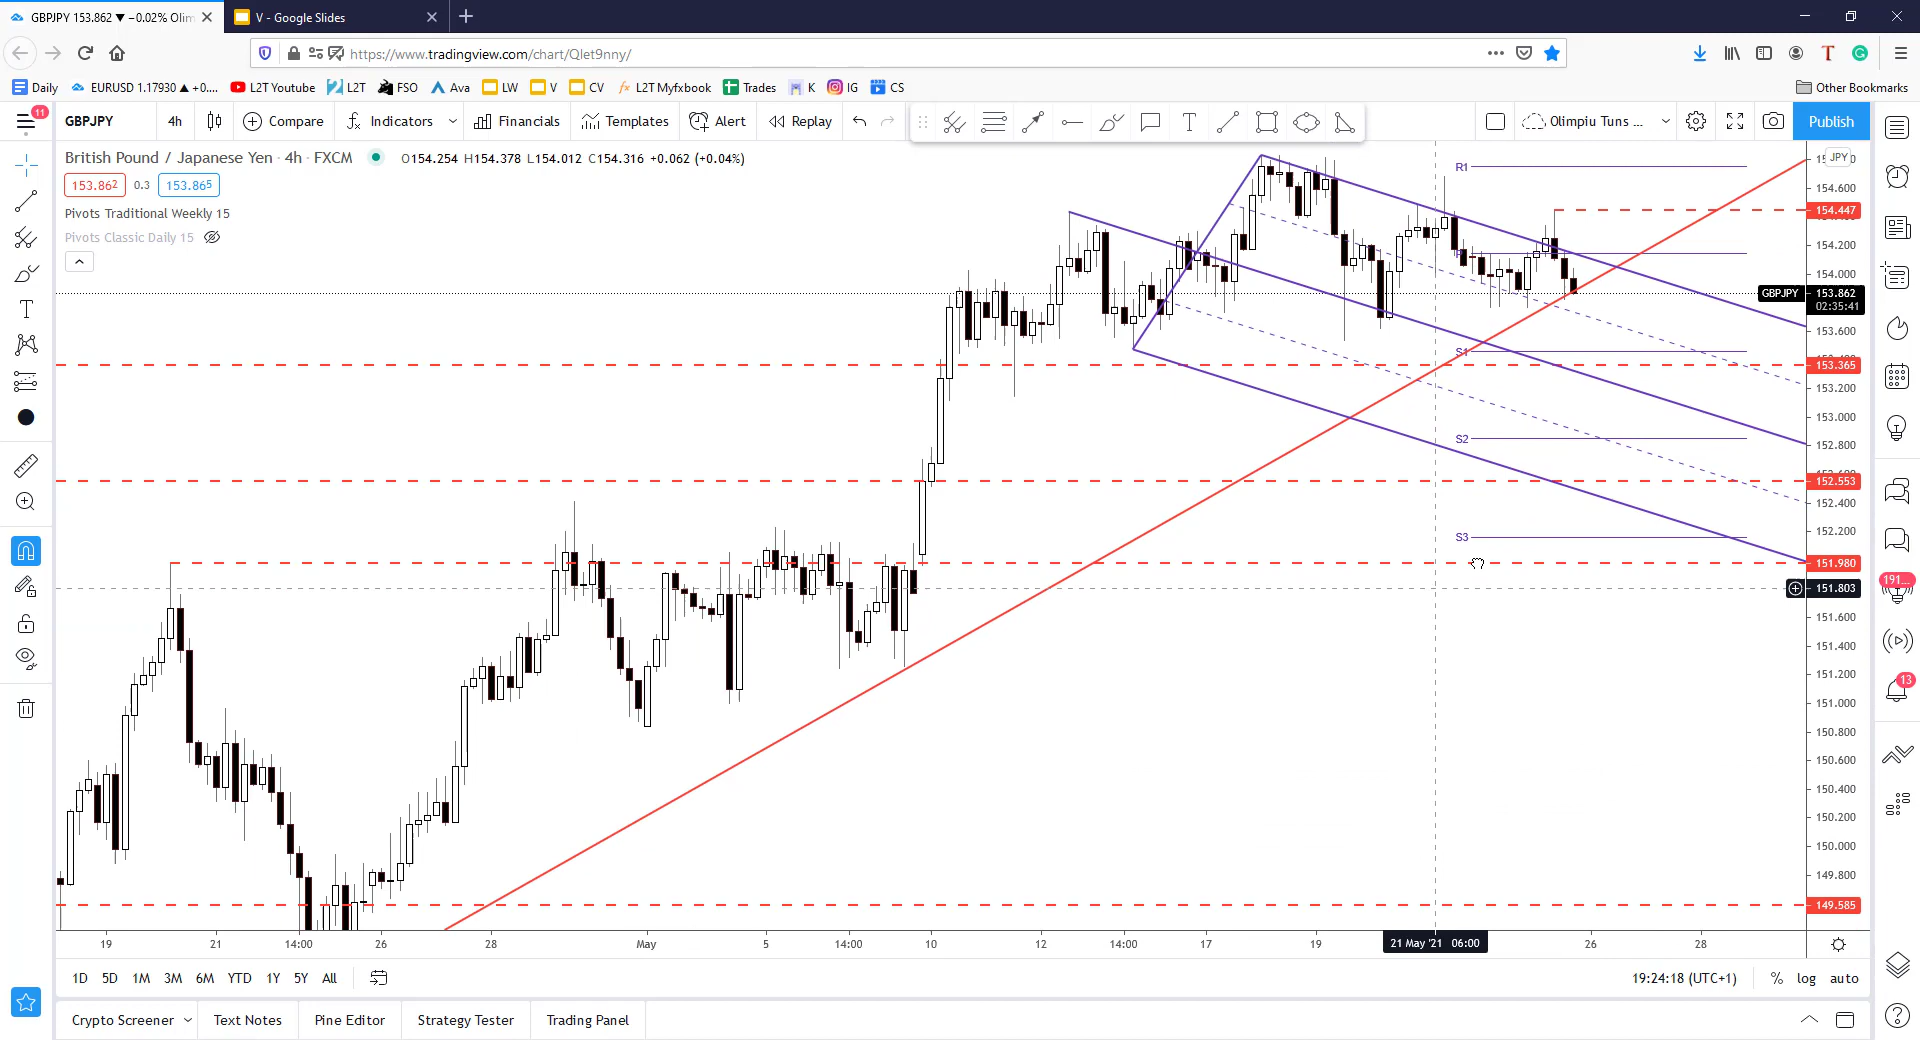 GBPJPY 153.862 ▼ −0.02% Olim
V - Google Slides
https://www.tradingview.com/chart/Qlet9nny/
Daily
EURUSD 1.17930 ▲ +0....
L2T Youtube
L2T
FSO
Ava
LW
V
CV
L2T Myfxbook
Trades
K
IG
CS
Other Bookmarks
11
GBPJPY
4h
Compare
Indicators
Financials
Templates
Alert
Replay
Olimpiu Tuns ...
Publish
British Pound / Japanese Yen · 4h · FXCM
O154.254 H154.378 L154.012 C154.316 +0.062 (+0.04%)
153.862
0.3
153.865
Pivots Traditional Weekly 15
Pivots Classic Daily 15
R1
S1
S2
S3
JPY
154.600
154.447
154.200
154.000
GBPJPY
153.862
02:35:41
153.600
153.365
153.200
153.000
152.800
152.553
152.400
152.200
151.980
151.803
151.600
151.400
151.200
151.000
150.800
150.600
150.400
150.200
150.000
149.800
149.585
191...
13
19
21
14:00
26
28
May
5
14:00
10
12
14:00
17
19
21 May '21 06:00
26
28
1D
5D
1M
3M
6M
YTD
1Y
5Y
All
19:24:18 (UTC+1)
%
log
auto
Crypto Screener
Text Notes
Pine Editor
Strategy Tester
Trading Panel